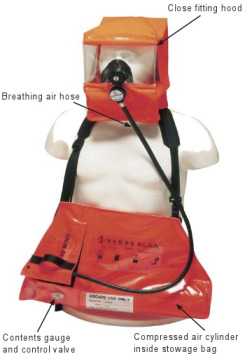 Close fitting hood
Breathing air hose
SABRE ELSA
ESCAPE USE ONLY
Contents gauge
and control valve
Compressed air cylinder
inside stowage bag